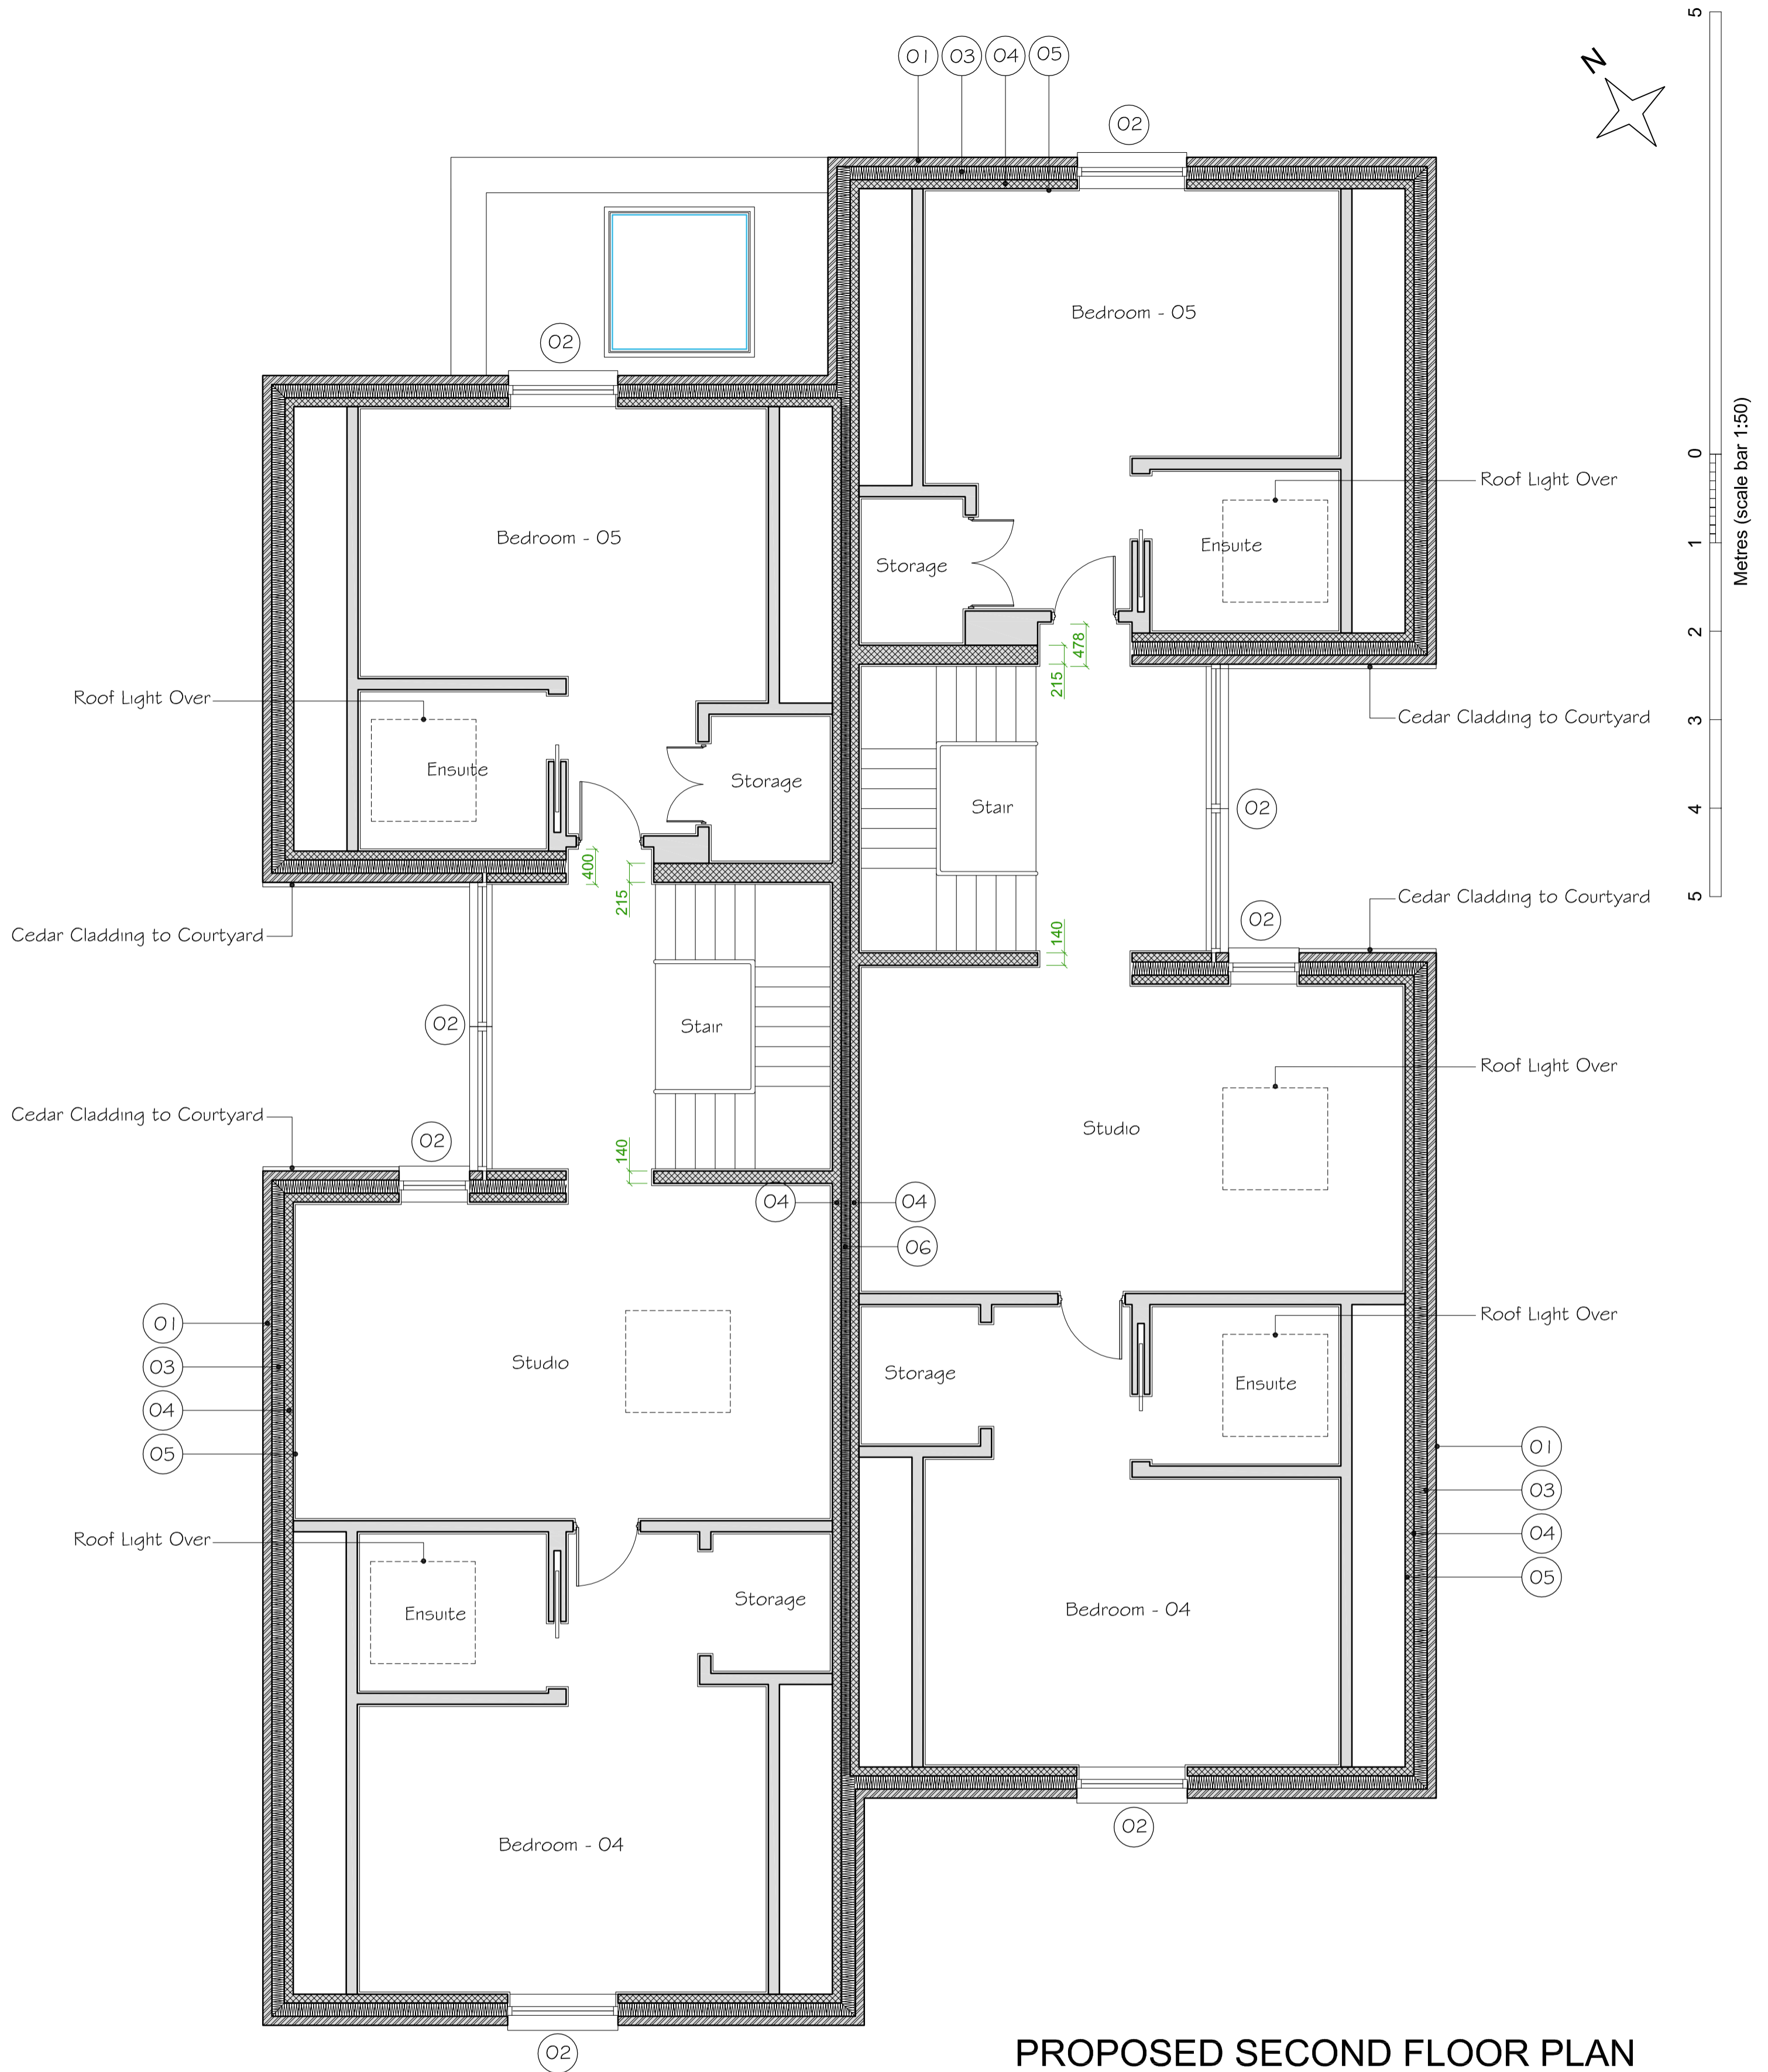 5
N
01 03 04 05
02
Bedroom - 05
02
0
Metres (scale bar 1:50)
Roof Light Over
Bedroom - 05
Ensuite
1
Storage
2
478
215
Roof Light Over
Cedar Cladding to Courtyard
3
Ensuite
Storage
Stair
02
4
400
215
Cedar Cladding to Courtyard
5
02
Cedar Cladding to Courtyard
140
02
Stair
Roof Light Over
Cedar Cladding to Courtyard
02
Studio
140
04
04
06
01
Roof Light Over
03
Studio
Storage
Ensuite
04
05
01
03
Roof Light Over
04
Storage
05
Ensuite
Bedroom - 04
02
Bedroom - 04
02
PROPOSED SECOND FLOOR PLAN